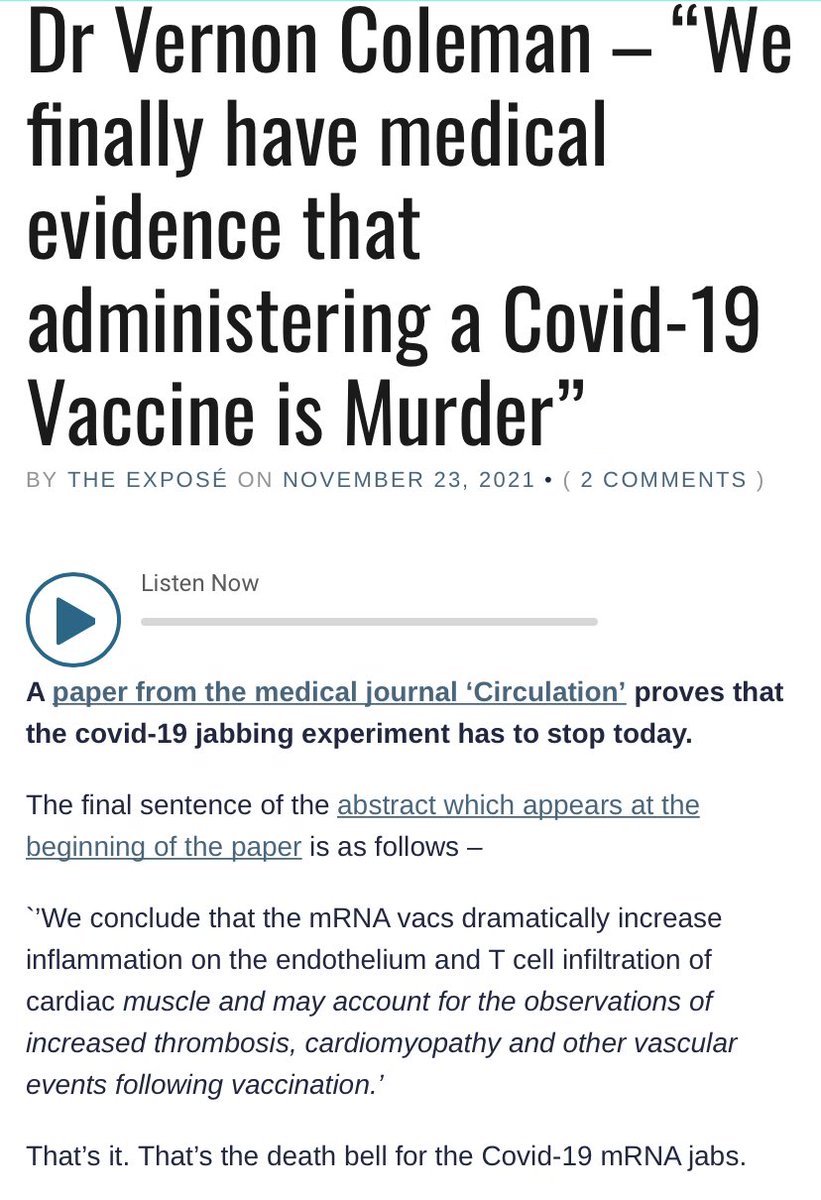 Dr Vernon Coleman – “We
finally have medical
evidence that
administering a Covid-19
Vaccine is Murder”
BY THE EXPOSÉ ON NOVEMBER 23, 2021 • ( 2 COMMENTS )
Listen Now
A paper from the medical journal ‘Circulation’ proves that
the covid-19 jabbing experiment has to stop today.
The final sentence of the abstract which appears at the
beginning of the paper is as follows –
`’We conclude that the mRNA vacs dramatically increase
inflammation on the endothelium and T cell infiltration of
cardiac muscle and may account for the observations of
increased thrombosis, cardiomyopathy and other vascular
events following vaccination.’
That’s it. That’s the death bell for the Covid-19 mRNA jabs.